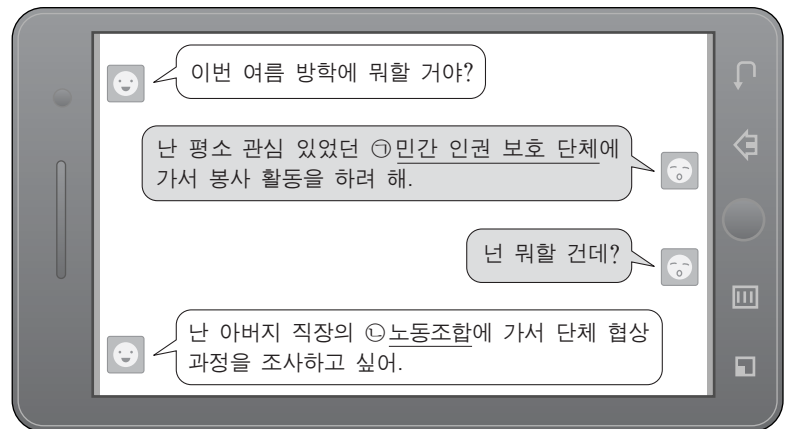 이번 여름 방학에 뭐할 거야?
난 평소 관심 있었던 ㉠민간 인권 보호 단체에
가서 봉사 활동을 하려 해.
넌 뭐할 건데?
난 아버지 직장의 ㉡노동조합에 가서 단체 협상
과정을 조사하고 싶어.